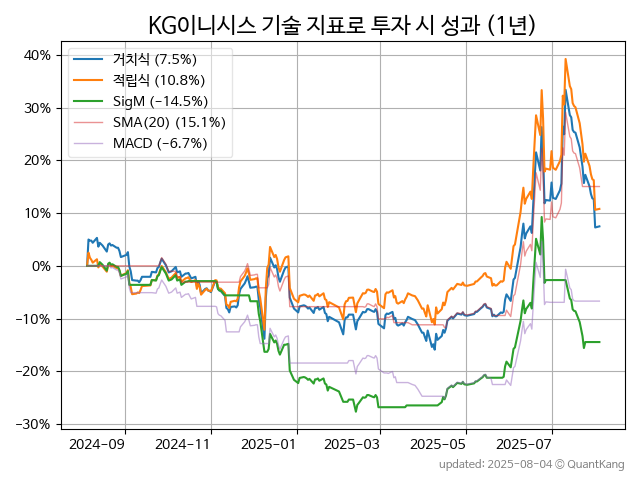 KG이니시스 기술 지표로 투자 시 성과 (1년)
거치식 (7.5%)
적립식 (10.8%)
SigM (−14.5%)
SMA(20) (15.1%)
MACD (−6.7%)
40%
30%
20%
10%
0%
−10%
−20%
−30%
2024-09 2024-11 2025-01 2025-03 2025-05 2025-07
updated: 2025-08-04 © QuantKang